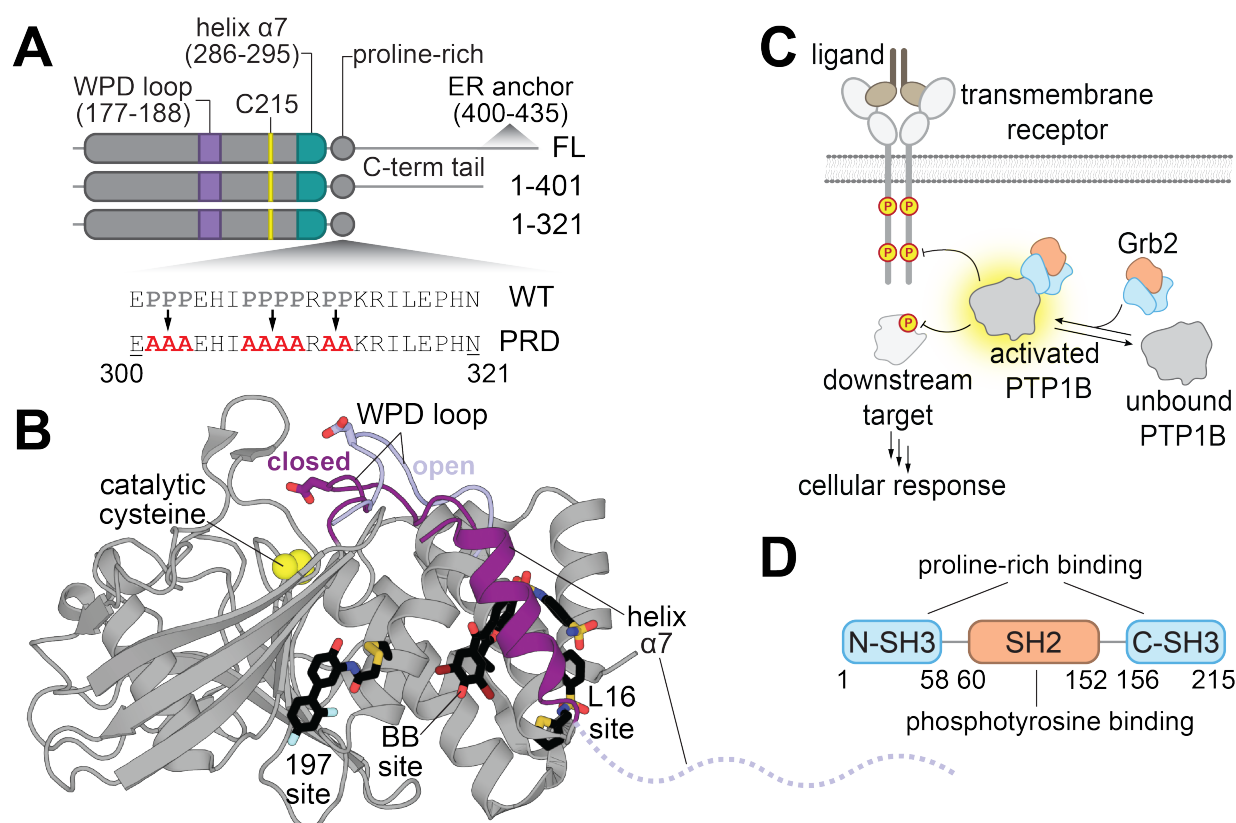 A
helix α7
(286-295)
proline-rich
WPD loop
(177-188)
C215
ER anchor
(400-435)
FL
C-term tail
1-401
1-321
EPPPEHIPPPPRPPKRILEPHN WT
EAAAEHIAAAARAAKRILEPHN PRD
300 321
B
WPD loop
closed
open
catalytic
cysteine
helix
α7
L16
site
BB
site
197
site
C
ligand
transmembrane
receptor
P P
P P
Grb2
P
activated
PTP1B
downstream
target
unbound
PTP1B
cellular response
D
proline-rich binding
N-SH3 SH2 C-SH3
1 58 60 152 156 215
phosphotyrosine binding